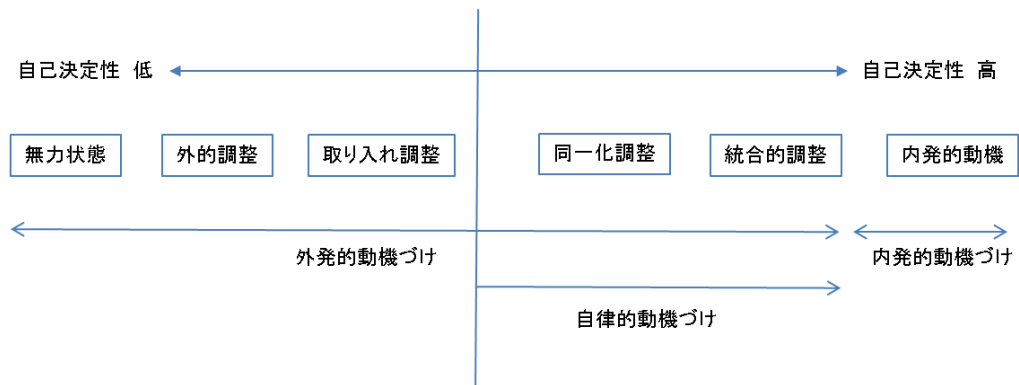 自己決定性 低
自己決定性 高
無力状態
外的調整
取り入れ調整
同一化調整
統合的調整
内発的動機
外発的動機づけ
内発的動機づけ
自律的動機づけ